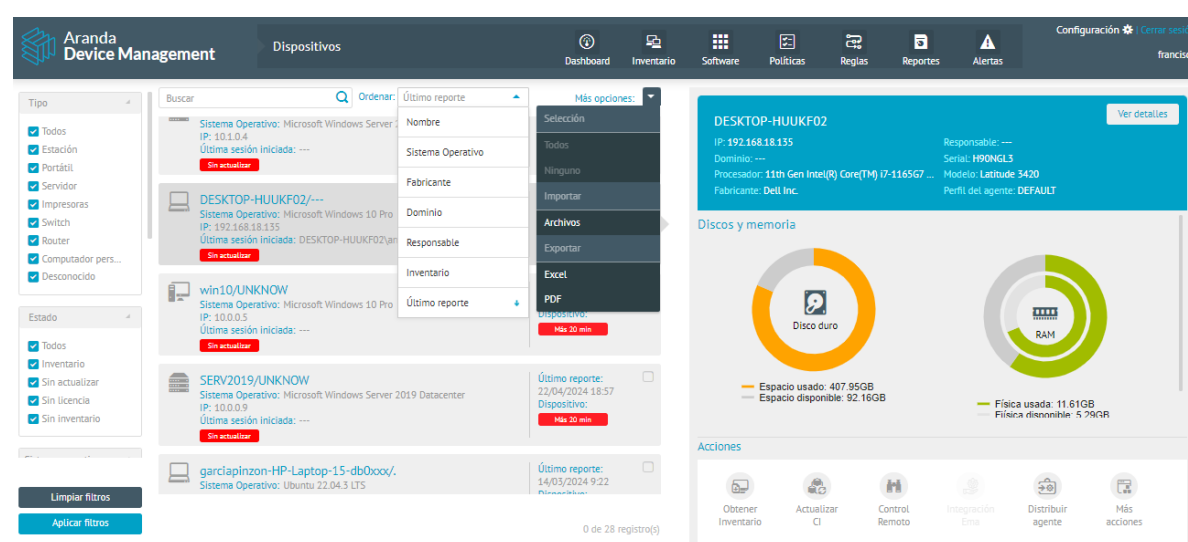 Aranda
Device Management
Dispositivos
Dashboard
Inventario
Software
Políticas
Reglas
Reportes
Alertas
Configuración | Cerrar
Tipo
Todos
Estación
Portátil
Servidor
Impresoras
Switch
Router
Computador pers...
Desconocido
Estado
Todos
Inventario
Sin actualizar
Sin licencia
Sin inventario
Limpiar filtros
Aplicar filtros
Buscar
Ordenar: Último reporte
Más opciones:
Nombre
Sistema Operativo
Fabricante
Dominio
Responsable
Inventario
Último reporte
Selección
Todos
Ninguno
Importar
Archivos
Exportar
Excel
PDF
Sistema Operativo: Microsoft Windows Server
IP: 10.1.0.4
Última sesión iniciada: ---
Sin actualizar
DESKTOP-HUUKF02/---
Sistema Operativo: Microsoft Windows 10 Pro
IP: 192.168.18.135
Última sesión iniciada: DESKTOP-HUUKF02\
Sin actualizar
win10/UNKNOW
Sistema Operativo: Microsoft Windows 10 Pro
IP: 10.0.0.5
Última sesión iniciada: ---
Sin actualizar
Dispositivo:
Más 20 min
SERV2019/UNKNOW
Sistema Operativo: Microsoft Windows Server 2019 Datacenter
IP: 10.0.0.9
Última sesión iniciada: ---
Sin actualizar
Último reporte:
22/04/2024 18:57
Dispositivo:
Más 20 min
garciapinzon-HP-Laptop-15-db0xxx/.
Sistema Operativo: Ubuntu 22.04.3 LTS
Último reporte:
14/03/2024 9:22
Dispositivo:
0 de 28 registro(s)
DESKTOP-HUUKF02
Ver detalles
IP: 192.168.18.135
Dominio: ---
Procesador: 11th Gen Intel(R) Core(TM) i7-1165G7 ...
Fabricante: Dell Inc.
Responsable: ---
Serial: H90NGL3
Modelo: Latitude 3420
Perfil del agente: DEFAULT
Discos y memoria
Disco duro
Espacio usado: 407.95GB
Espacio disponible: 92.16GB
RAM
Física usada: 11.61GB
Física disponible: 5.29GB
Acciones
Obtener Inventario
Actualizar CI
Control Remoto
Integración Ema
Distribuir agente
Más acciones